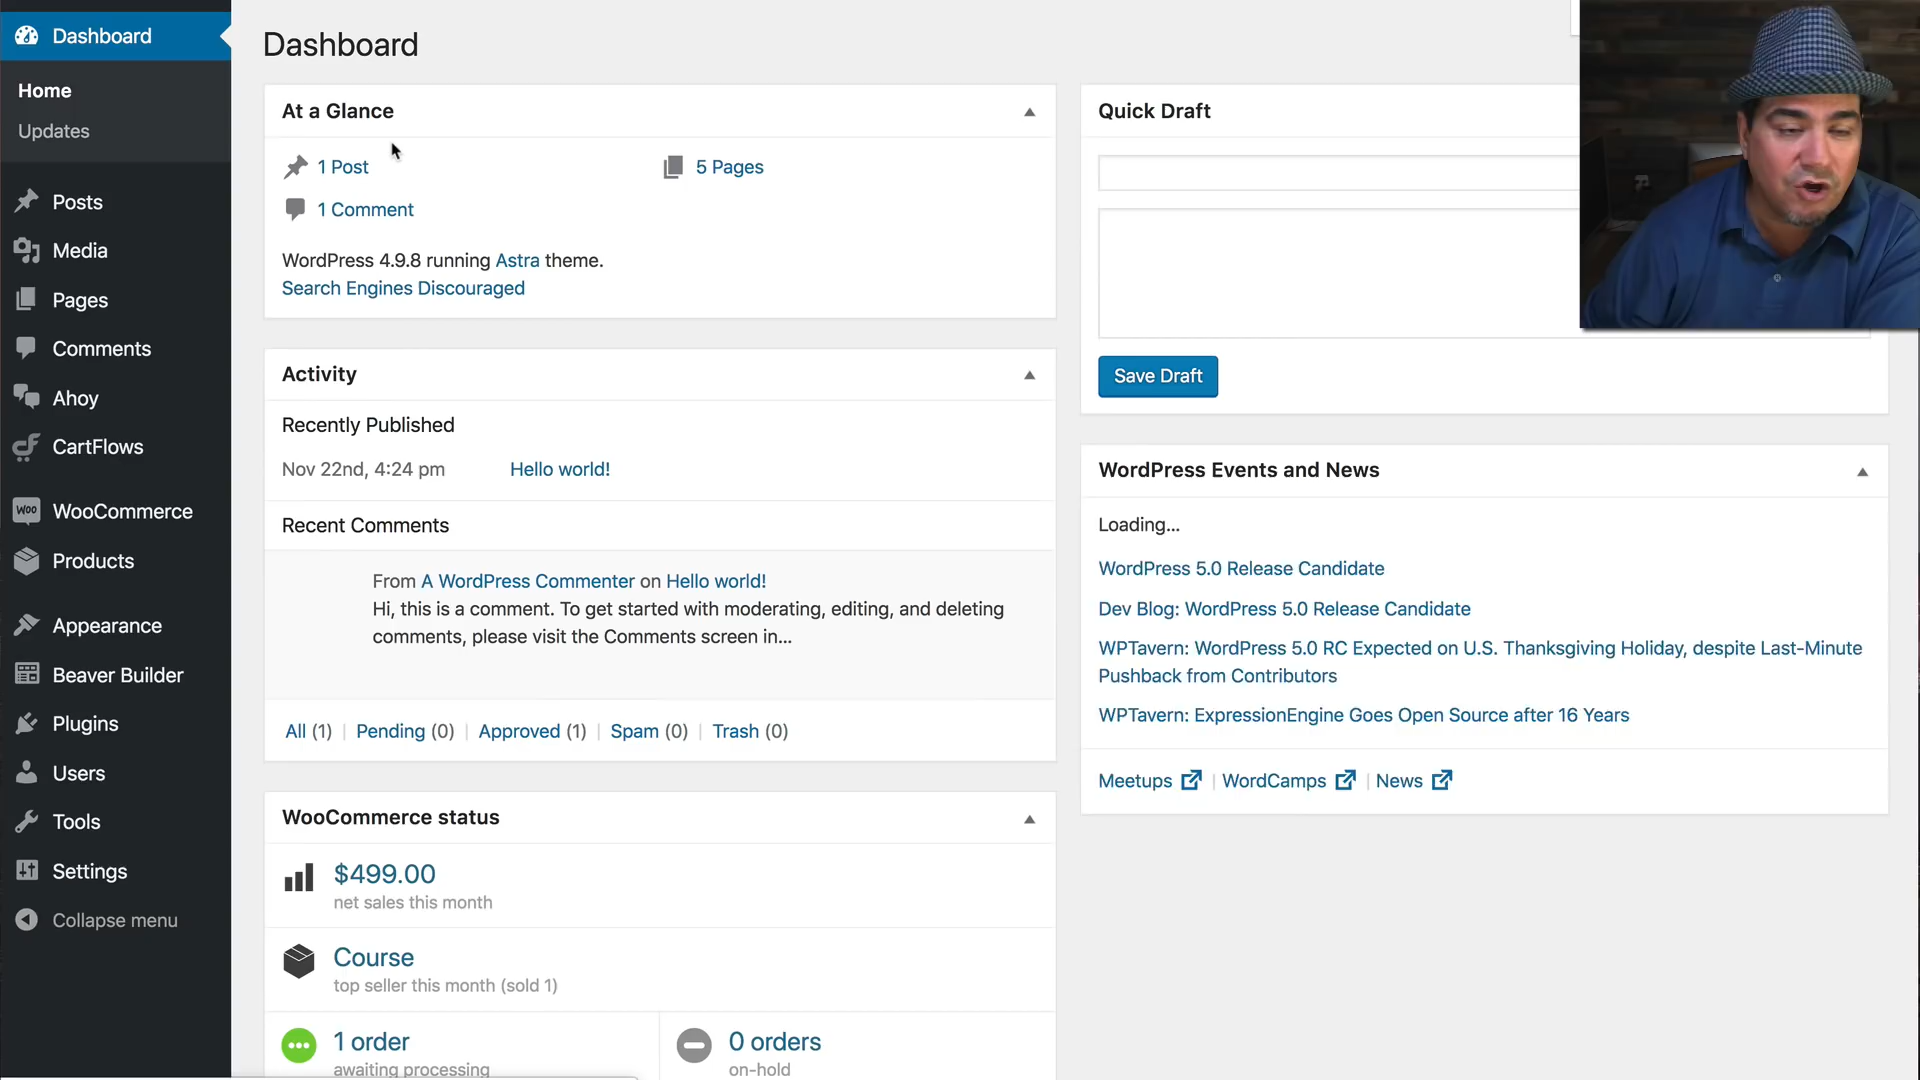 Dashboard
Home
Updates
Posts
Media
Pages
Comments
Ahoy
CartFlows
Woo WooCommerce
Products
Appearance
Beaver Builder
Plugins
Users
Tools
Settings
Collapse menu
Dashboard
At a Glance
1 Post
5 Pages
1 Comment
WordPress 4.9.8 running Astra theme.
Search Engines Discouraged
Activity
Recently Published
Nov 22nd, 4:24 pm Hello world!
Recent Comments
From A WordPress Commenter on Hello world!
Hi, this is a comment. To get started with moderating, editing, and deleting
comments, please visit the Comments screen in...
All (1) | Pending (0) | Approved (1) | Spam (0) | Trash (0)
WooCommerce status
$499.00
net sales this month
Course
top seller this month (sold 1)
1 order
awaiting processing
0 orders
on-hold
Quick Draft
Save Draft
WordPress Events and News
Loading...
WordPress 5.0 Release Candidate
Dev Blog: WordPress 5.0 Release Candidate
WPTavern: WordPress 5.0 RC Expected on U.S. Thanksgiving Holiday, despite Last-Minute
Pushback from Contributors
WPTavern: ExpressionEngine Goes Open Source after 16 Years
Meetups | WordCamps | News